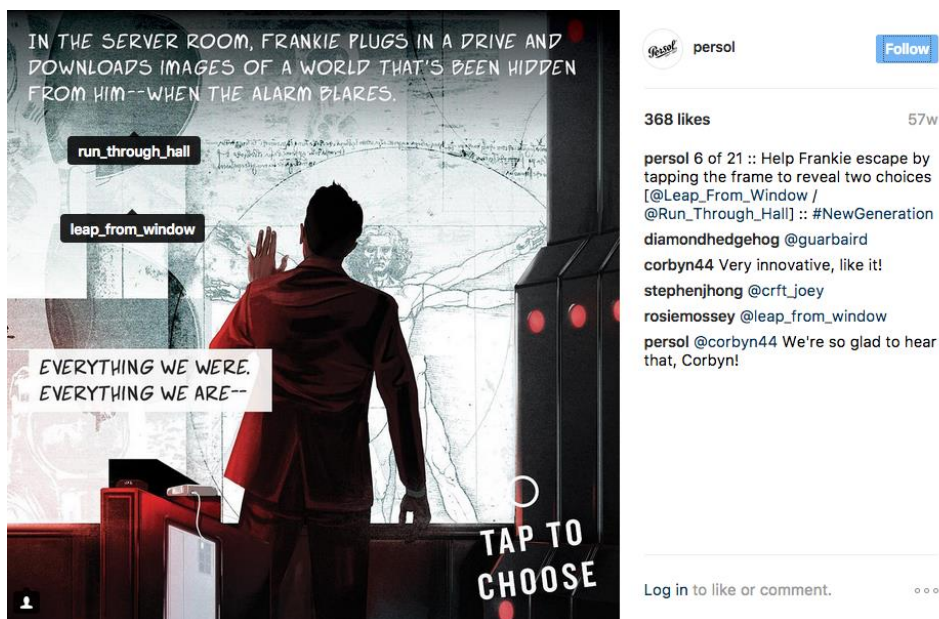 IN THE SERVER ROOM, FRANKIE PLUGS IN A DRIVE AND
DOWNLOADS IMAGES OF A WORLD THAT'S BEEN HIDDEN
FROM HIM--WHEN THE ALARM BLARES.
run_through_hall
leap_from_window
EVERYTHING WE WERE.
EVERYTHING WE ARE--
TAP TO
CHOOSE
Persol
persol
Follow
368 likes
57w
persol 6 of 21 :: Help Frankie escape by
tapping the frame to reveal two choices
[@Leap_From_Window /
@Run_Through_Hall] :: #NewGeneration
diamondhedgehog @guarbaird
corbyn44 Very innovative, like it!
stephenjhong @crft_joey
rosiemossey @leap_from_window
persol @corbyn44 We're so glad to hear
that, Corbyn!
Log in to like or comment.